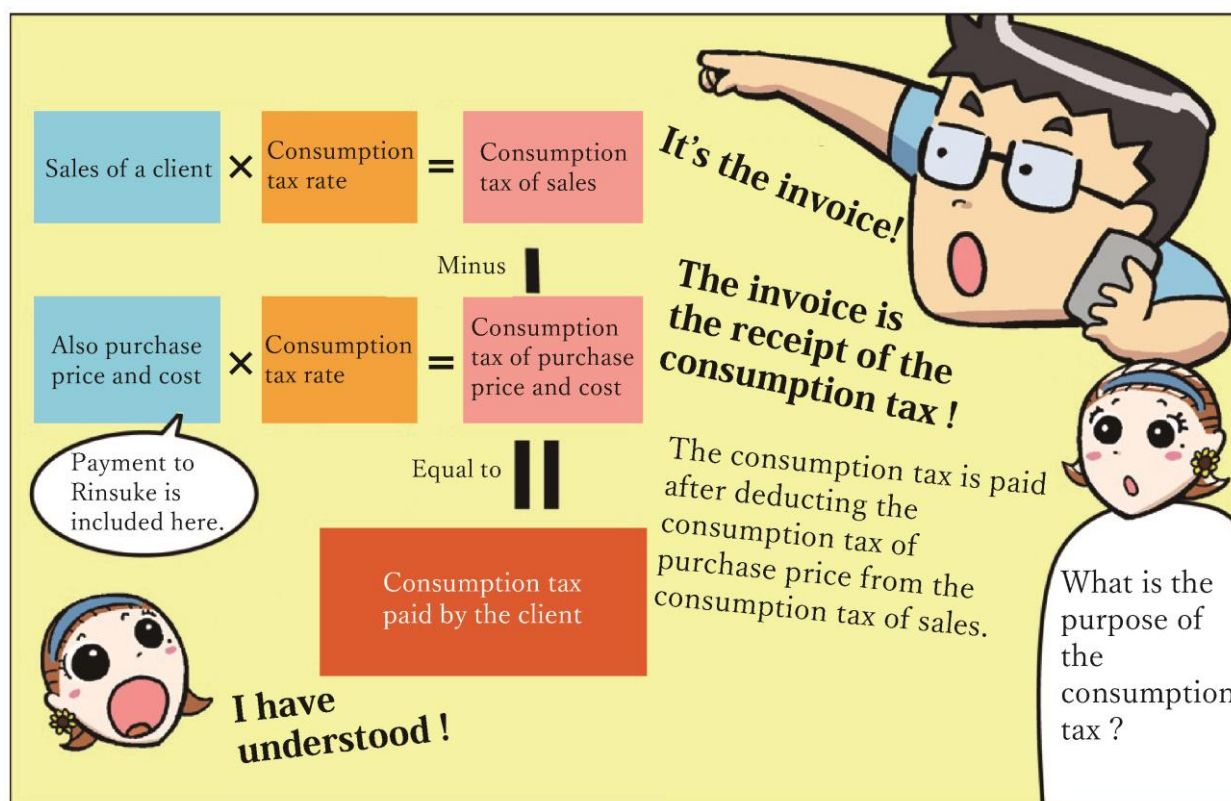 Sales of a client
×
Consumption
tax rate
=
Consumption
tax of sales
Minus
Also purchase
price and cost
×
Consumption
tax rate
=
Consumption
tax of purchase
price and cost
Payment to
Rinsuke is
included here.
Equal to
Consumption tax
paid by the client
I have
understood !
It's the invoice!
The invoice is
the receipt of the
consumption tax !
The consumption tax is paid
after deducting the
consumption tax of
purchase price from the
consumption tax of sales.
What is the
purpose of
the
consumption
tax ?